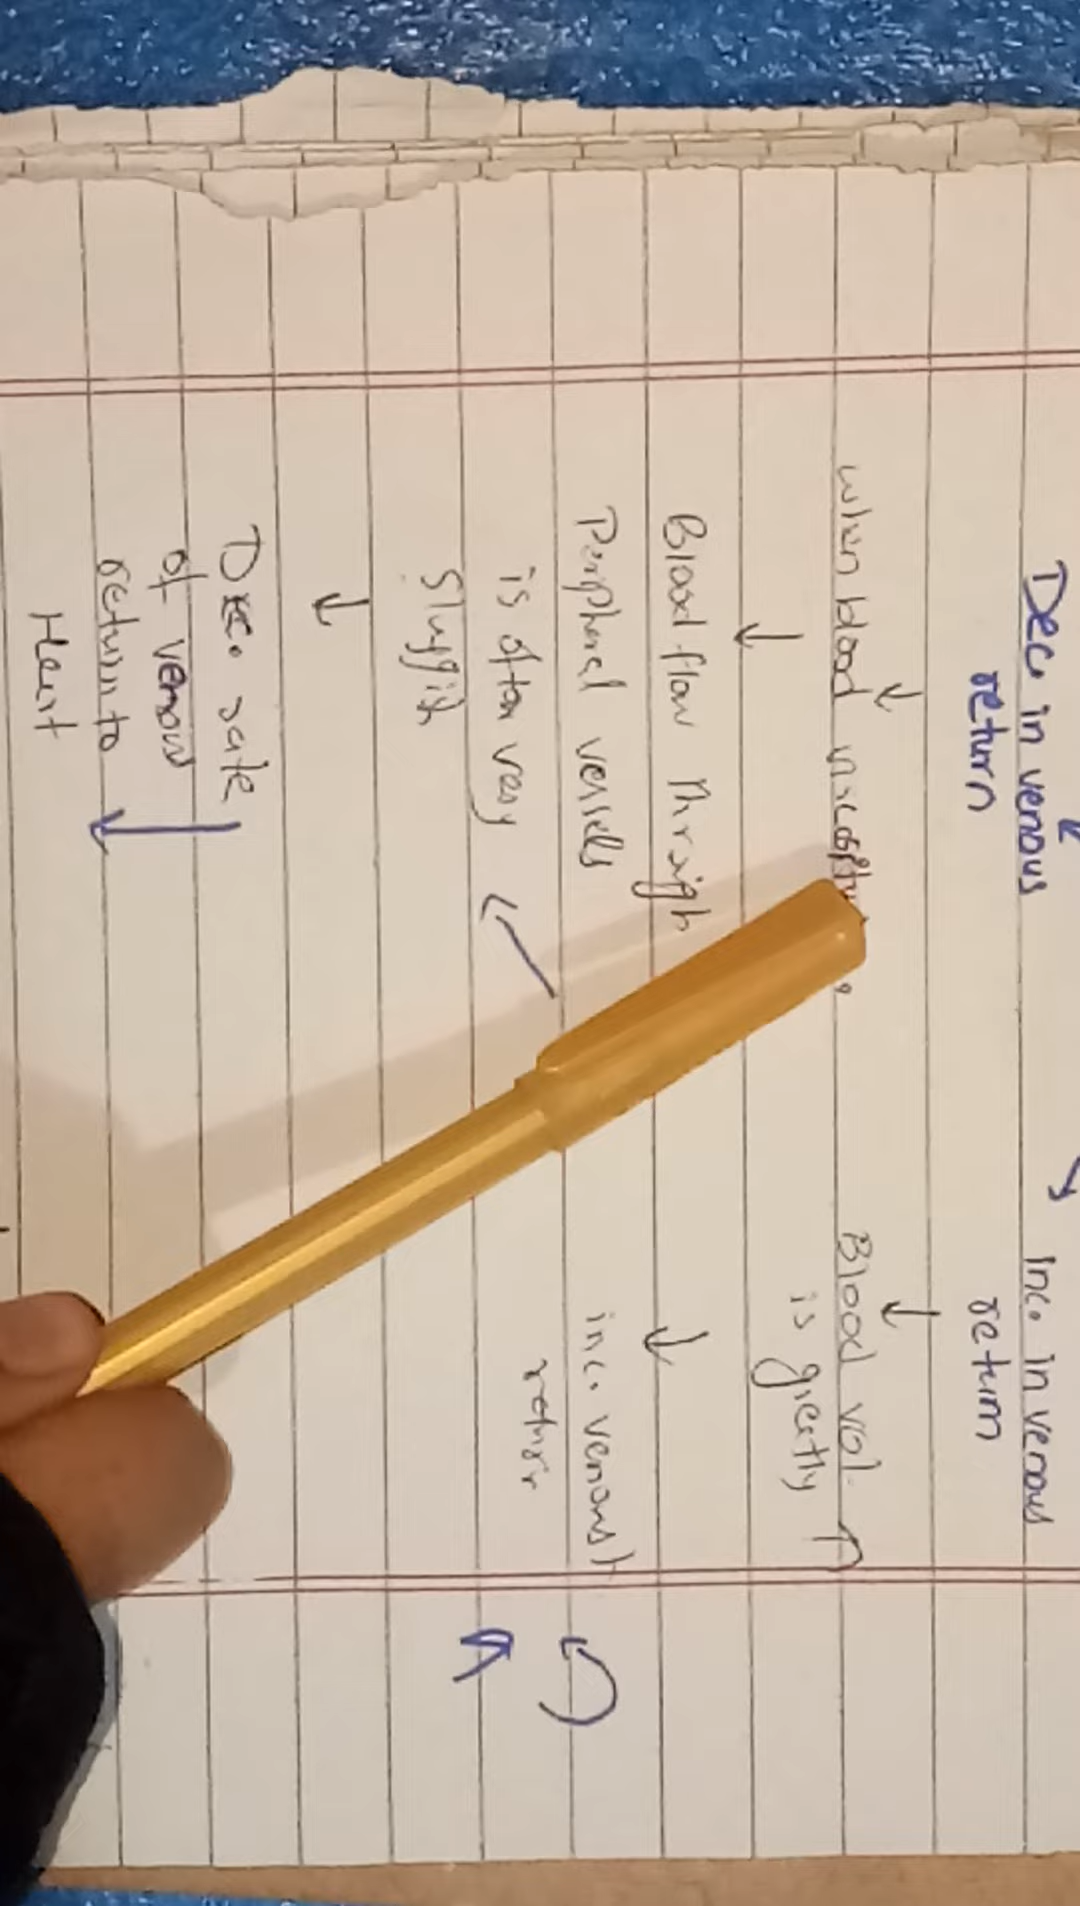 Dec. in venous
return
when blood
Blood flow through
Peripheral vessels
is often very
Sluggish
Dec. rate
of venous
return to
Heart
Inc. in venous
return
Blood vol. ↑
is greatly
inc. venous
return